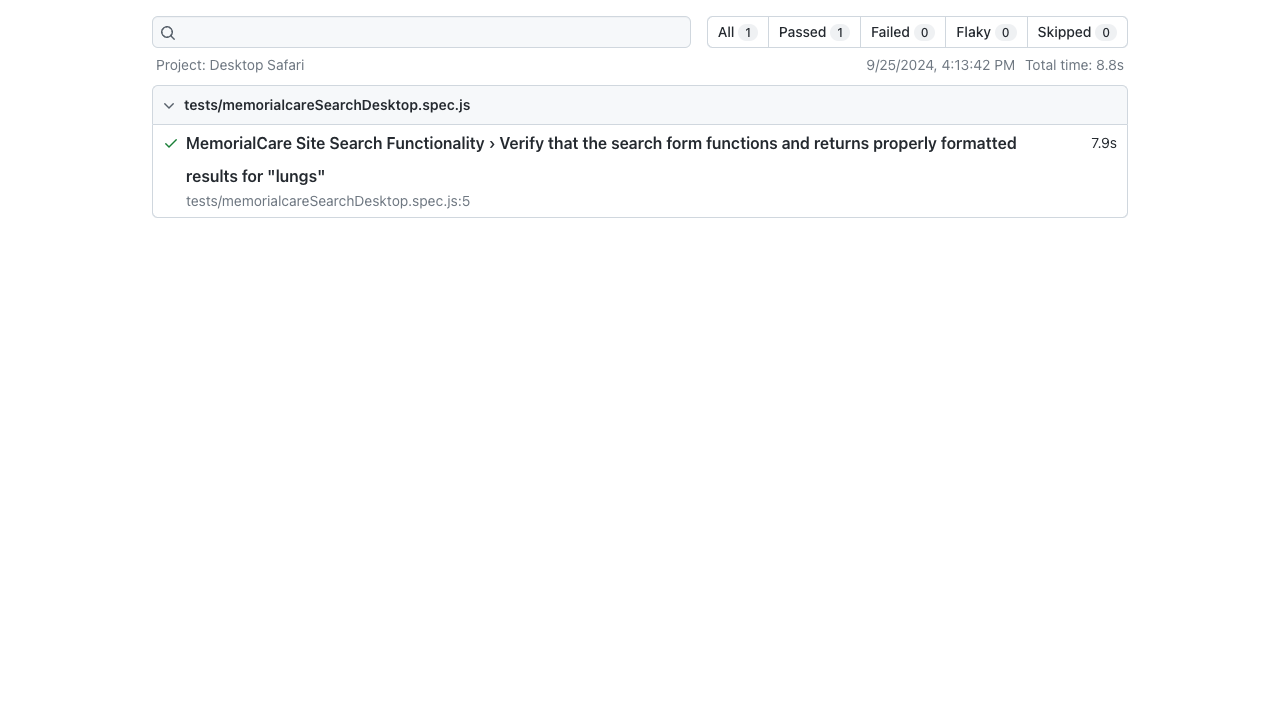 All 1 Passed 1 Failed 0 Flaky 0 Skipped 0
Project: Desktop Safari 9/25/2024, 4:13:42 PM Total time: 8.8s
tests/memorialcareSearchDesktop.spec.js
MemorialCare Site Search Functionality › Verify that the search form functions and returns properly formatted 7.9s
results for "lungs"
tests/memorialcareSearchDesktop.spec.js:5